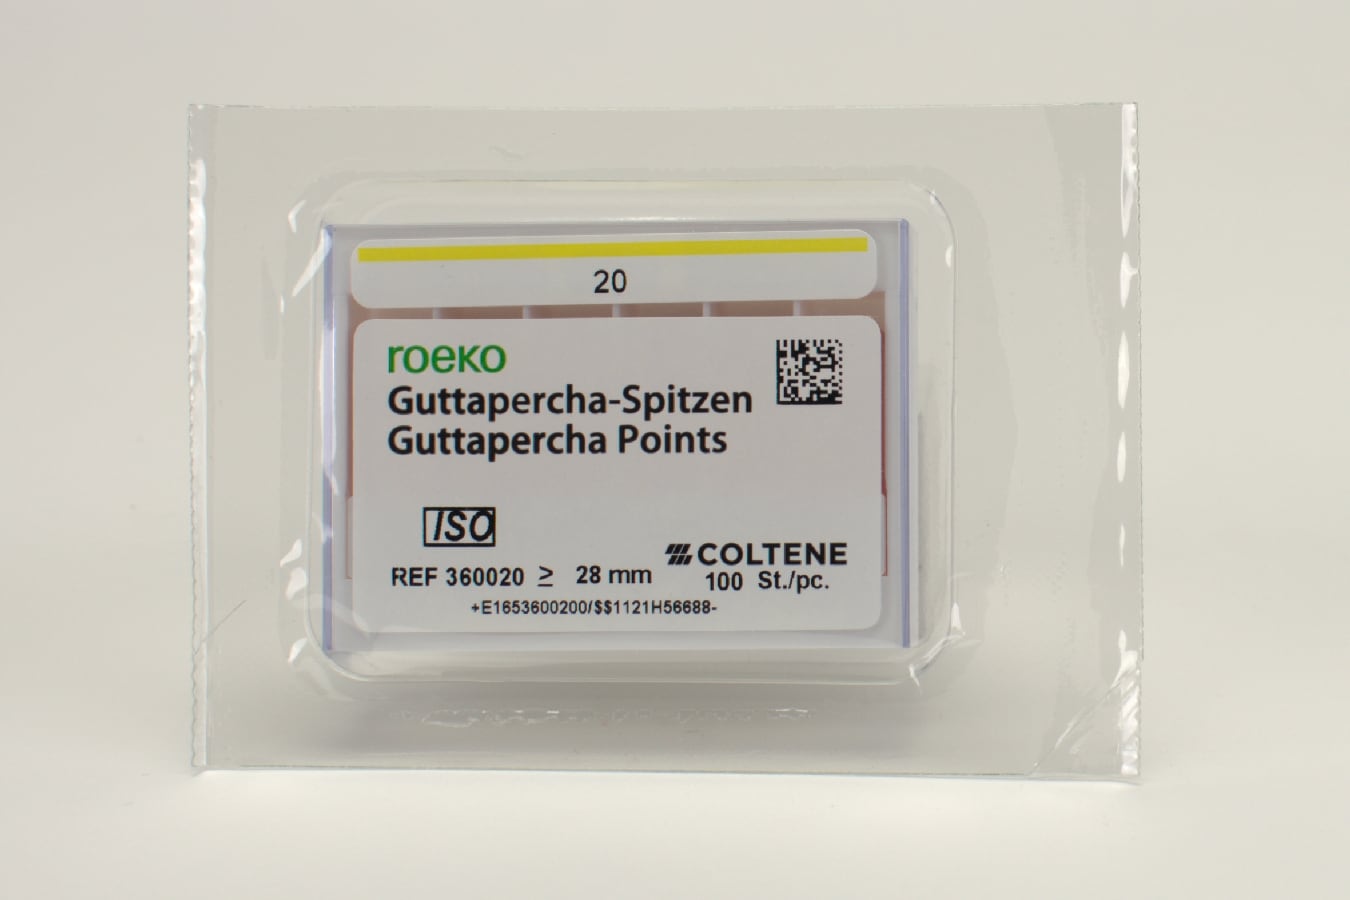 20
roeko
Guttapercha-Spitzen
Guttapercha Points
ISO
COLTENE
REF 360020 ≥ 28 mm 100 St./pc.
+E1653600200/$$1121H56688-